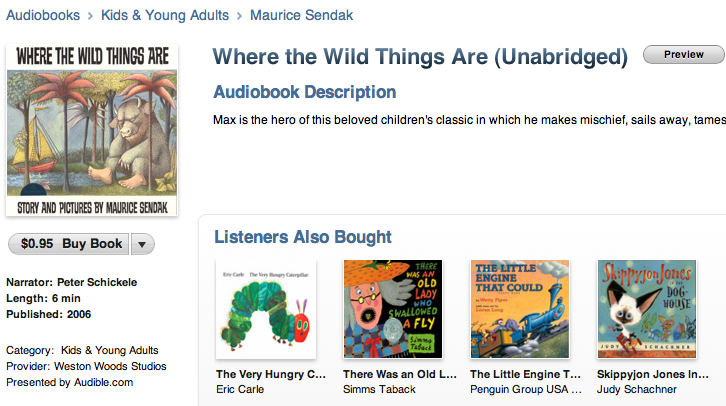 Audiobooks > Kids & Young Adults > Maurice Sendak
WHERE THE WILD THINGS ARE
STORY AND PICTURES BY MAURICE SENDAK
$0.95 Buy Book
Narrator: Peter Schickele
Length: 6 min
Published: 2006
Category: Kids & Young Adults
Provider: Weston Woods Studios
Presented by Audible.com
Where the Wild Things Are (Unabridged)
Preview
Audiobook Description
Max is the hero of this beloved children's classic in which he makes mischief, sails away, tames
Listeners Also Bought
Eric Carle The Very Hungry Caterpillar
The Very Hungry C...
Eric Carle
THERE
WAS AN
OLD
LADY
WHO
SWALLOWED
A FLY
Simms
Taback
There Was an Old L...
Simms Taback
THE LITTLE
ENGINE
THAT COULD
by Watty Piper
Loren Long
The Little Engine T...
Penguin Group USA ...
SkippyjonJones
IN THE
DOG-
HOUSE
JUDY SCHACHNER
Skippyjon Jones In...
Judy Schachner